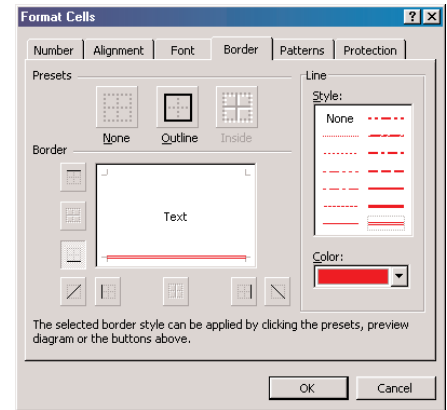 Format Cells
Number Alignment Font Border Patterns Protection
Presets
Line
Style:
None
None Outline Inside
Border
Text
Color:
The selected border style can be applied by clicking the presets, preview
diagram or the buttons above.
OK Cancel